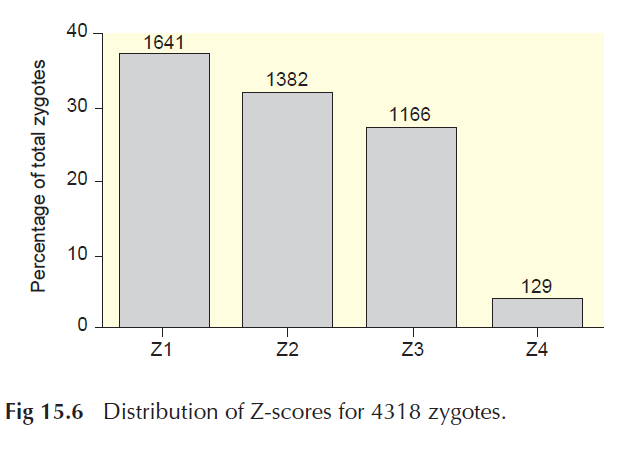 40
30
20
10
0
Percentage of total zygotes
1641
1382
1166
129
Z1
Z2
Z3
Z4
Fig 15.6 Distribution of Z-scores for 4318 zygotes.